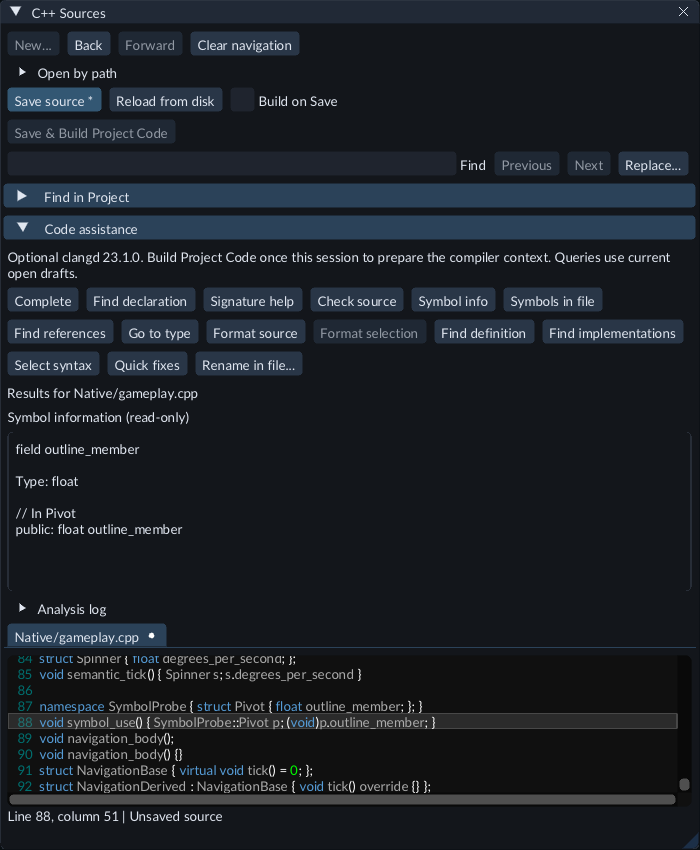 C++ Sources
New... Back Forward Clear navigation
Open by path
Save source * Reload from disk Build on Save
Save & Build Project Code
Find Previous Next Replace...
Find in Project
Code assistance
Optional clangd 23.1.0. Build Project Code once this session to prepare the compiler context. Queries use current
open drafts.
Complete Find declaration Signature help Check source Symbol info Symbols in file
Find references Go to type Format source Format selection Find definition Find implementations
Select syntax Quick fixes Rename in file...
Results for Native/gameplay.cpp
Symbol information (read-only)
field outline_member
Type: float
// In Pivot
public: float outline_member
Analysis log
Native/gameplay.cpp
84 struct Spinner { float degrees_per_second; };
85 void semantic_tick() { Spinner s; s.degrees_per_second }
86
87 namespace SymbolProbe { struct Pivot { float outline_member; }; }
88 void symbol_use() { SymbolProbe::Pivot p; (void)p.outline_member; }
89 void navigation_body();
90 void navigation_body() {}
91 struct NavigationBase { virtual void tick() = 0; };
92 struct NavigationDerived : NavigationBase { void tick() override {} };
Line 88, column 51 | Unsaved source